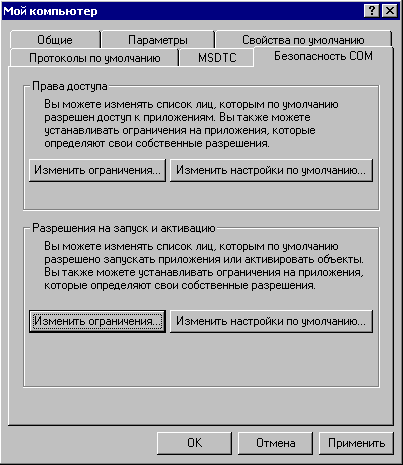 Мой компьютер
Общие
Параметры
Свойства по умолчанию
Протоколы по умолчанию
MSDTC
Безопасность COM
Права доступа
Вы можете изменять список лиц, которым по умолчанию
разрешен доступ к приложениям. Вы также можете
устанавливать ограничения на приложения, которые
определяют свои собственные разрешения.
Изменить ограничения...
Изменить настройки по умолчанию...
Разрешения на запуск и активацию
Вы можете изменять список лиц, которым по умолчанию
разрешено запускать приложения или активировать объекты.
Вы также можете устанавливать ограничения на приложения,
которые определяют свои собственные разрешения.
Изменить ограничения...
Изменить настройки по умолчанию...
OK
Отмена
Применить